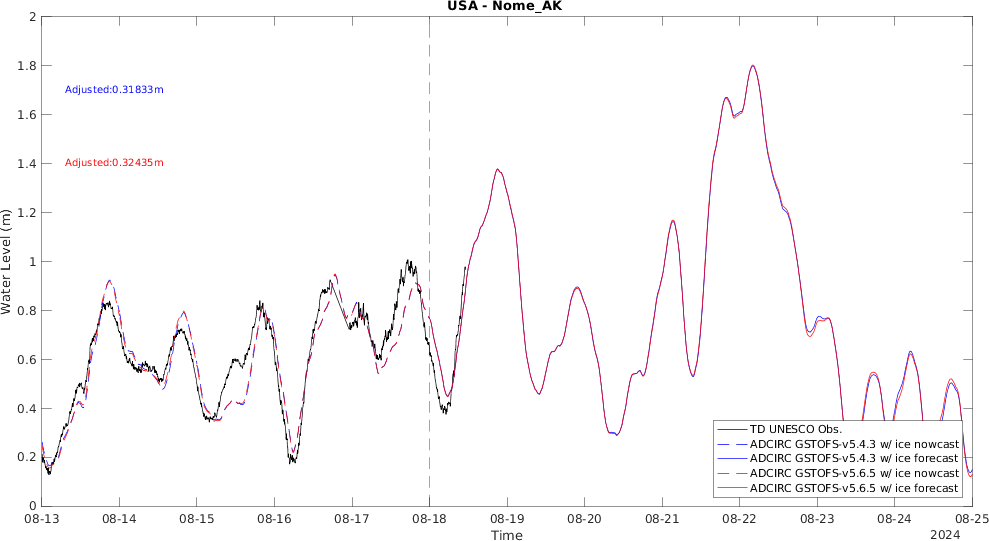 USA - Nome_AK
2
1.8
1.6
1.4
1.2
1
0.8
0.6
0.4
0.2
0
Water Level (m)
Adjusted:0.31833m
Adjusted:0.32435m
TD UNESCO Obs.
ADCIRC GSTOFS-v5.4.3 w/ ice nowcast
ADCIRC GSTOFS-v5.4.3 w/ ice forecast
ADCIRC GSTOFS-v5.6.5 w/ ice nowcast
ADCIRC GSTOFS-v5.6.5 w/ ice forecast
08-13 08-14 08-15 08-16 08-17 08-18 08-19 08-20 08-21 08-22 08-23 08-24 08-25
Time
2024